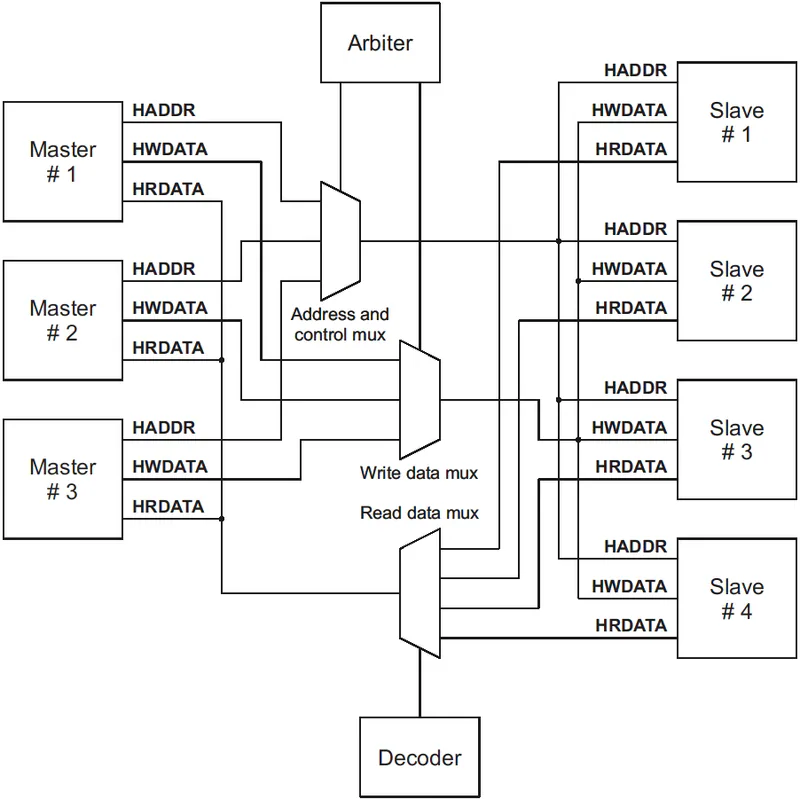 Arbiter
Master
# 1
HADDR
HWDATA
HRDATA
Master
# 2
HADDR
HWDATA
HRDATA
Master
# 3
HADDR
HWDATA
HRDATA
Address and
control mux
Write data mux
Read data mux
Decoder
HADDR
HWDATA
HRDATA
Slave
# 1
HADDR
HWDATA
HRDATA
Slave
# 2
HADDR
HWDATA
HRDATA
Slave
# 3
HADDR
HWDATA
HRDATA
Slave
# 4